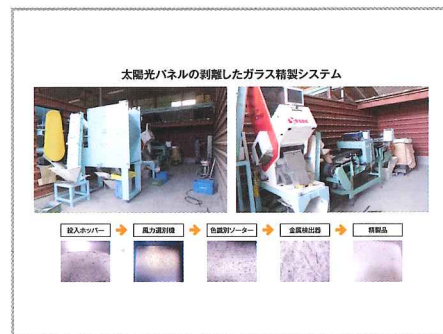 太陽光パネルの剥離したガラス精製システム
投入ホッパー
風力選別機
色識別ソーター
金属検出器
精製品